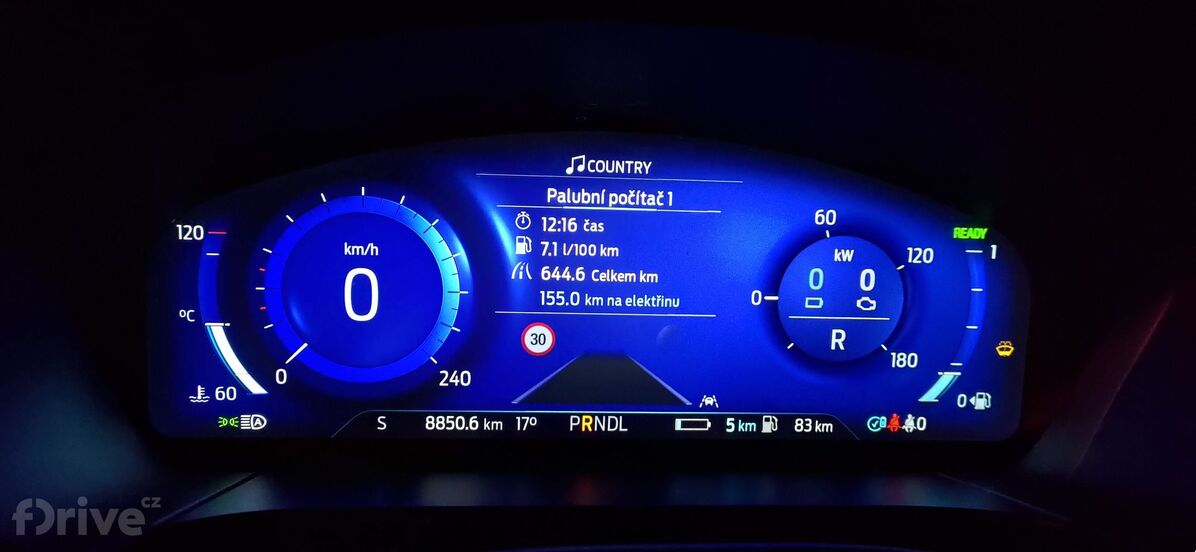 COUNTRY
Palubní počítač 1
12:16 čas
7.1 l/100 km
644.6 Celkem km
155.0 km na elektřinu
30
120
°C
60
km/h
0
0
240
60
120
0
180
kW
0 0
R
READY
1
0
A
S 8850.6 km 17° PRNDL 5 km 83 km
0
fDrive cz